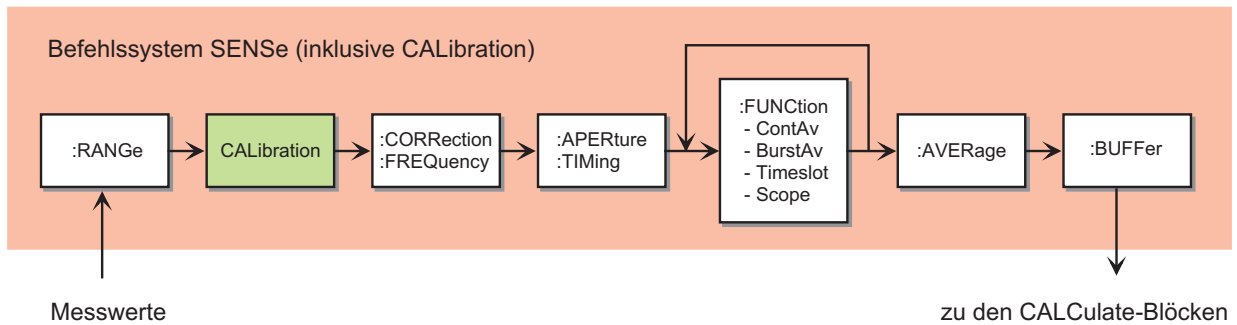 Befehlssystem SENSe (inklusive CALibration)
:RANGe
CALibration
:CORRection
:FREQuency
:APERture
:TIMing
:FUNCtion
- ContAv
- BurstAv
- Timeslot
- Scope
:AVERage
:BUFFer
Messwerte
zu den CALCulate-Blöcken